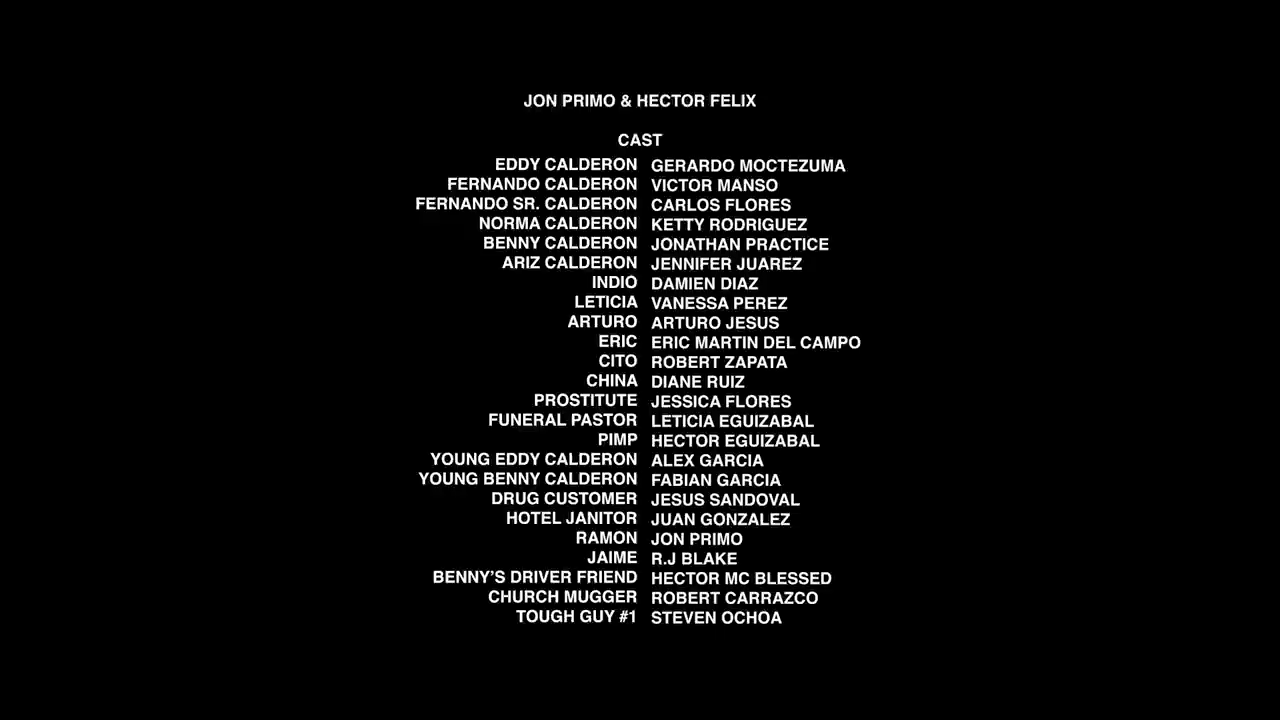 JON PRIMO & HECTOR FELIX
CAST
EDDY CALDERON GERARDO MOCTEZUMA
FERNANDO CALDERON VICTOR MANSO
FERNANDO SR. CALDERON CARLOS FLORES
NORMA CALDERON KETTY RODRIGUEZ
BENNY CALDERON JONATHAN PRACTICE
ARIZ CALDERON JENNIFER JUAREZ
INDIO DAMIEN DIAZ
LETICIA VANESSA PEREZ
ARTURO ARTURO JESUS
ERIC ERIC MARTIN DEL CAMPO
CITO ROBERT ZAPATA
CHINA DIANE RUIZ
PROSTITUTE JESSICA FLORES
FUNERAL PASTOR LETICIA EGUIZABAL
PIMP HECTOR EGUIZABAL
YOUNG EDDY CALDERON ALEX GARCIA
YOUNG BENNY CALDERON FABIAN GARCIA
DRUG CUSTOMER JESUS SANDOVAL
HOTEL JANITOR JUAN GONZALEZ
RAMON JON PRIMO
JAIME R.J BLAKE
BENNY’S DRIVER FRIEND HECTOR MC BLESSED
CHURCH MUGGER ROBERT CARRAZCO
TOUGH GUY #1 STEVEN OCHOA